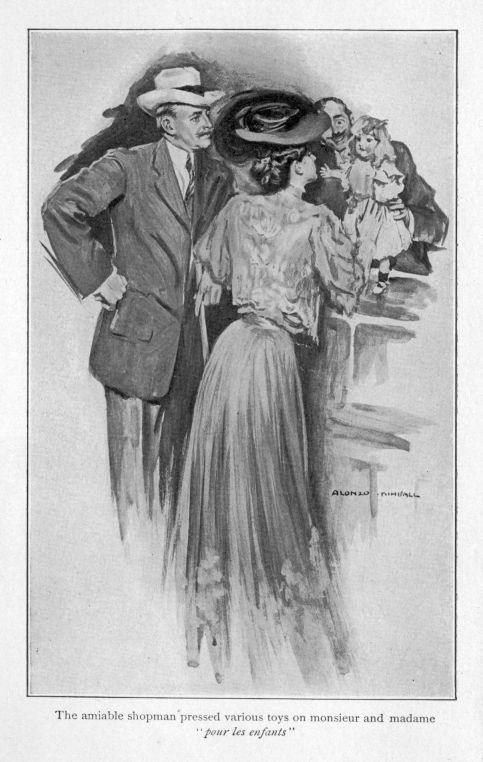 ALONZO · KIMBALL
The amiable shopman pressed various toys on monsieur and madame
"pour les enfants"